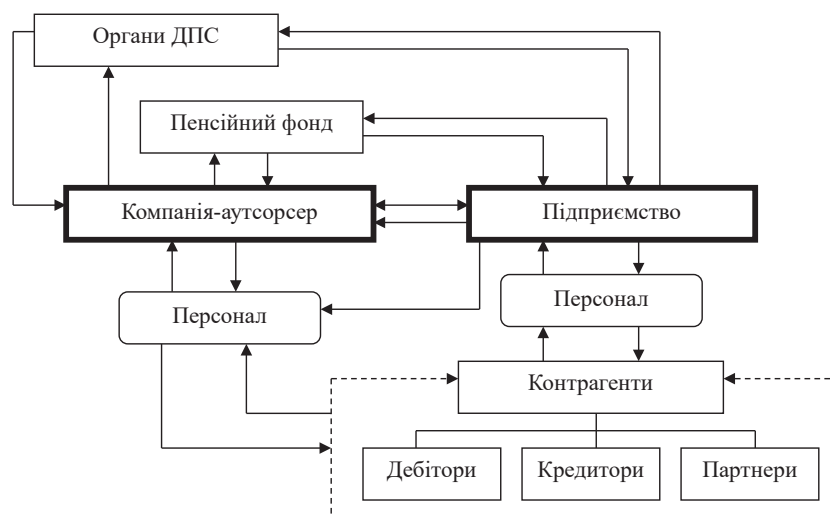 Органи ДПС
Пенсійний фонд
Компанія-аутсорсер
Підприємство
Персонал
Персонал
Контрагенти
Дебітори
Кредитори
Партнери